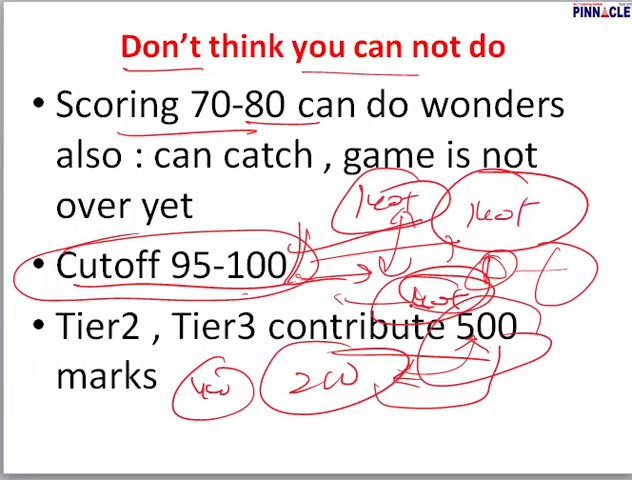 PINNACLE
Don't think you can not do
• Scoring 70-80 can do wonders
also : can catch , game is not
over yet
• Cutoff 95-100
• Tier2 , Tier3 contribute 500
marks
200